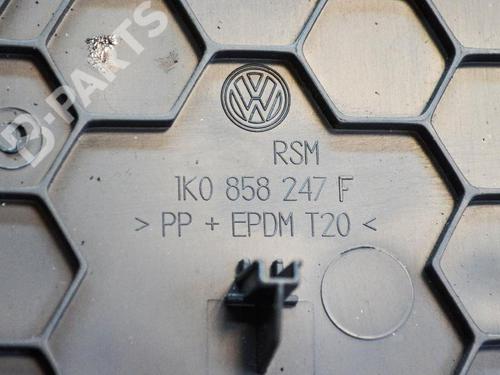 B-PARTS
RSM
1K0 858 247 F
> PP + EPDM T20 <